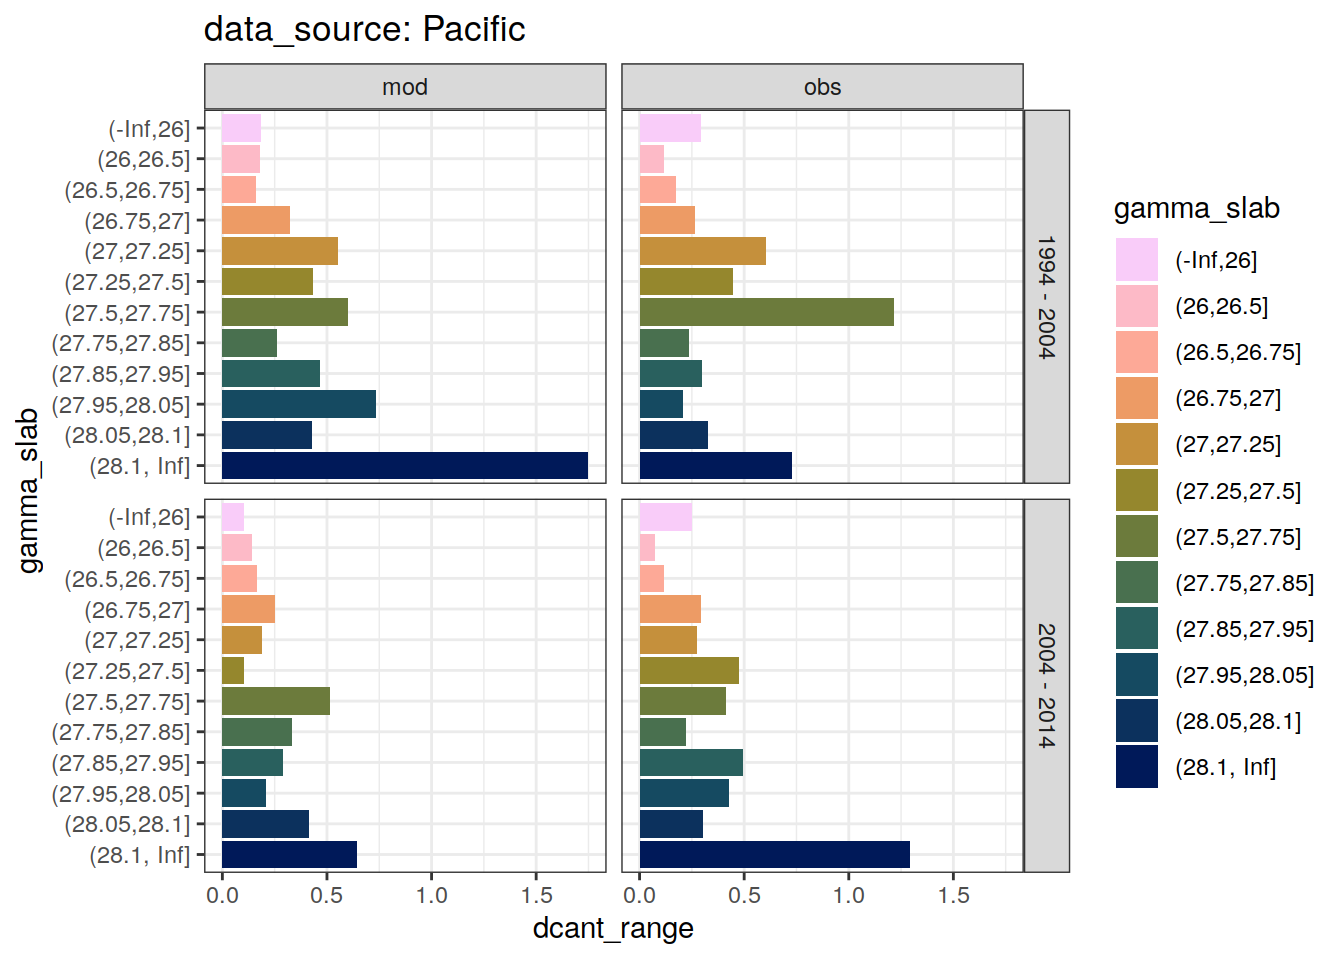 data_source: Pacific
mod
obs
gamma_slab
(-Inf,26]
(26,26.5]
(26.5,26.75]
(26.75,27]
(27,27.25]
(27.25,27.5]
(27.5,27.75]
(27.75,27.85]
(27.85,27.95]
(27.95,28.05]
(28.05,28.1]
(28.1, Inf]
1994 - 2004
(-Inf,26]
(26,26.5]
(26.5,26.75]
(26.75,27]
(27,27.25]
(27.25,27.5]
(27.5,27.75]
(27.75,27.85]
(27.85,27.95]
(27.95,28.05]
(28.05,28.1]
(28.1, Inf]
2004 - 2014
0.0 0.5 1.0 1.5
0.0 0.5 1.0 1.5
dcant_range
gamma_slab
(-Inf,26]
(26,26.5]
(26.5,26.75]
(26.75,27]
(27,27.25]
(27.25,27.5]
(27.5,27.75]
(27.75,27.85]
(27.85,27.95]
(27.95,28.05]
(28.05,28.1]
(28.1, Inf]